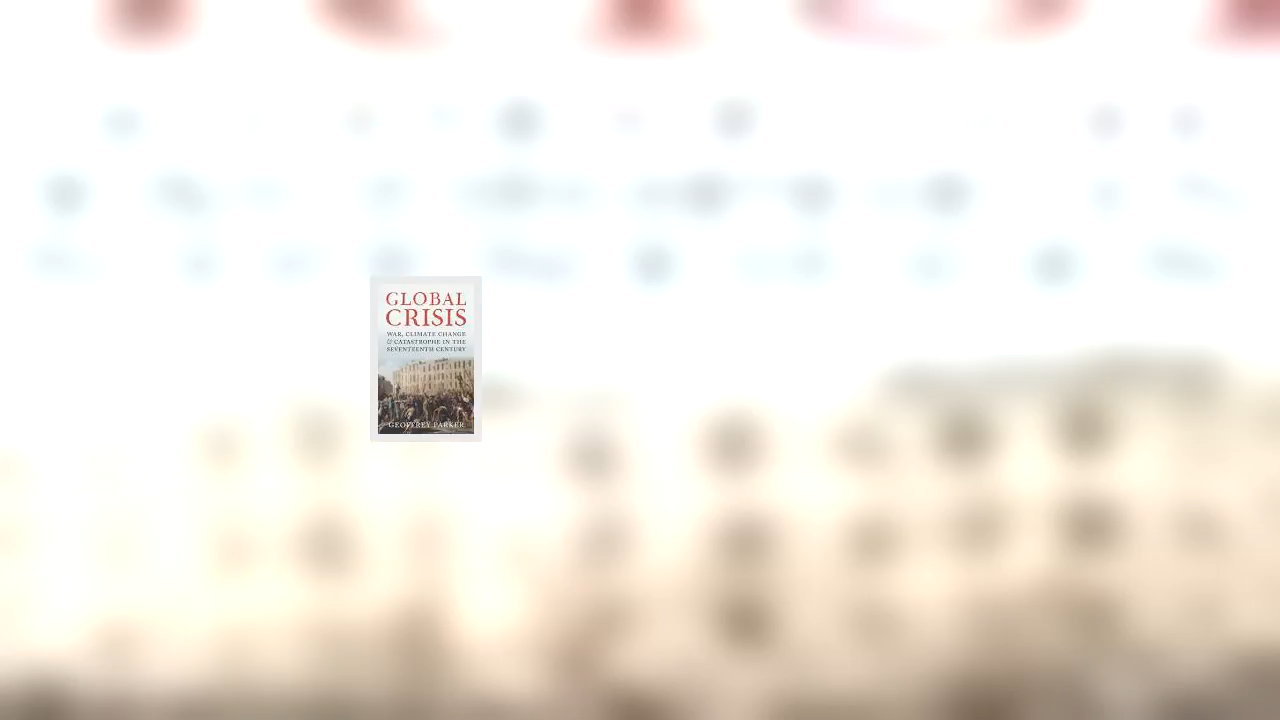 GLOBAL
CRISIS
WAR, CLIMATE CHANGE
& CATASTROPHE IN THE
SEVENTEENTH CENTURY
GEOFFREY PARKER